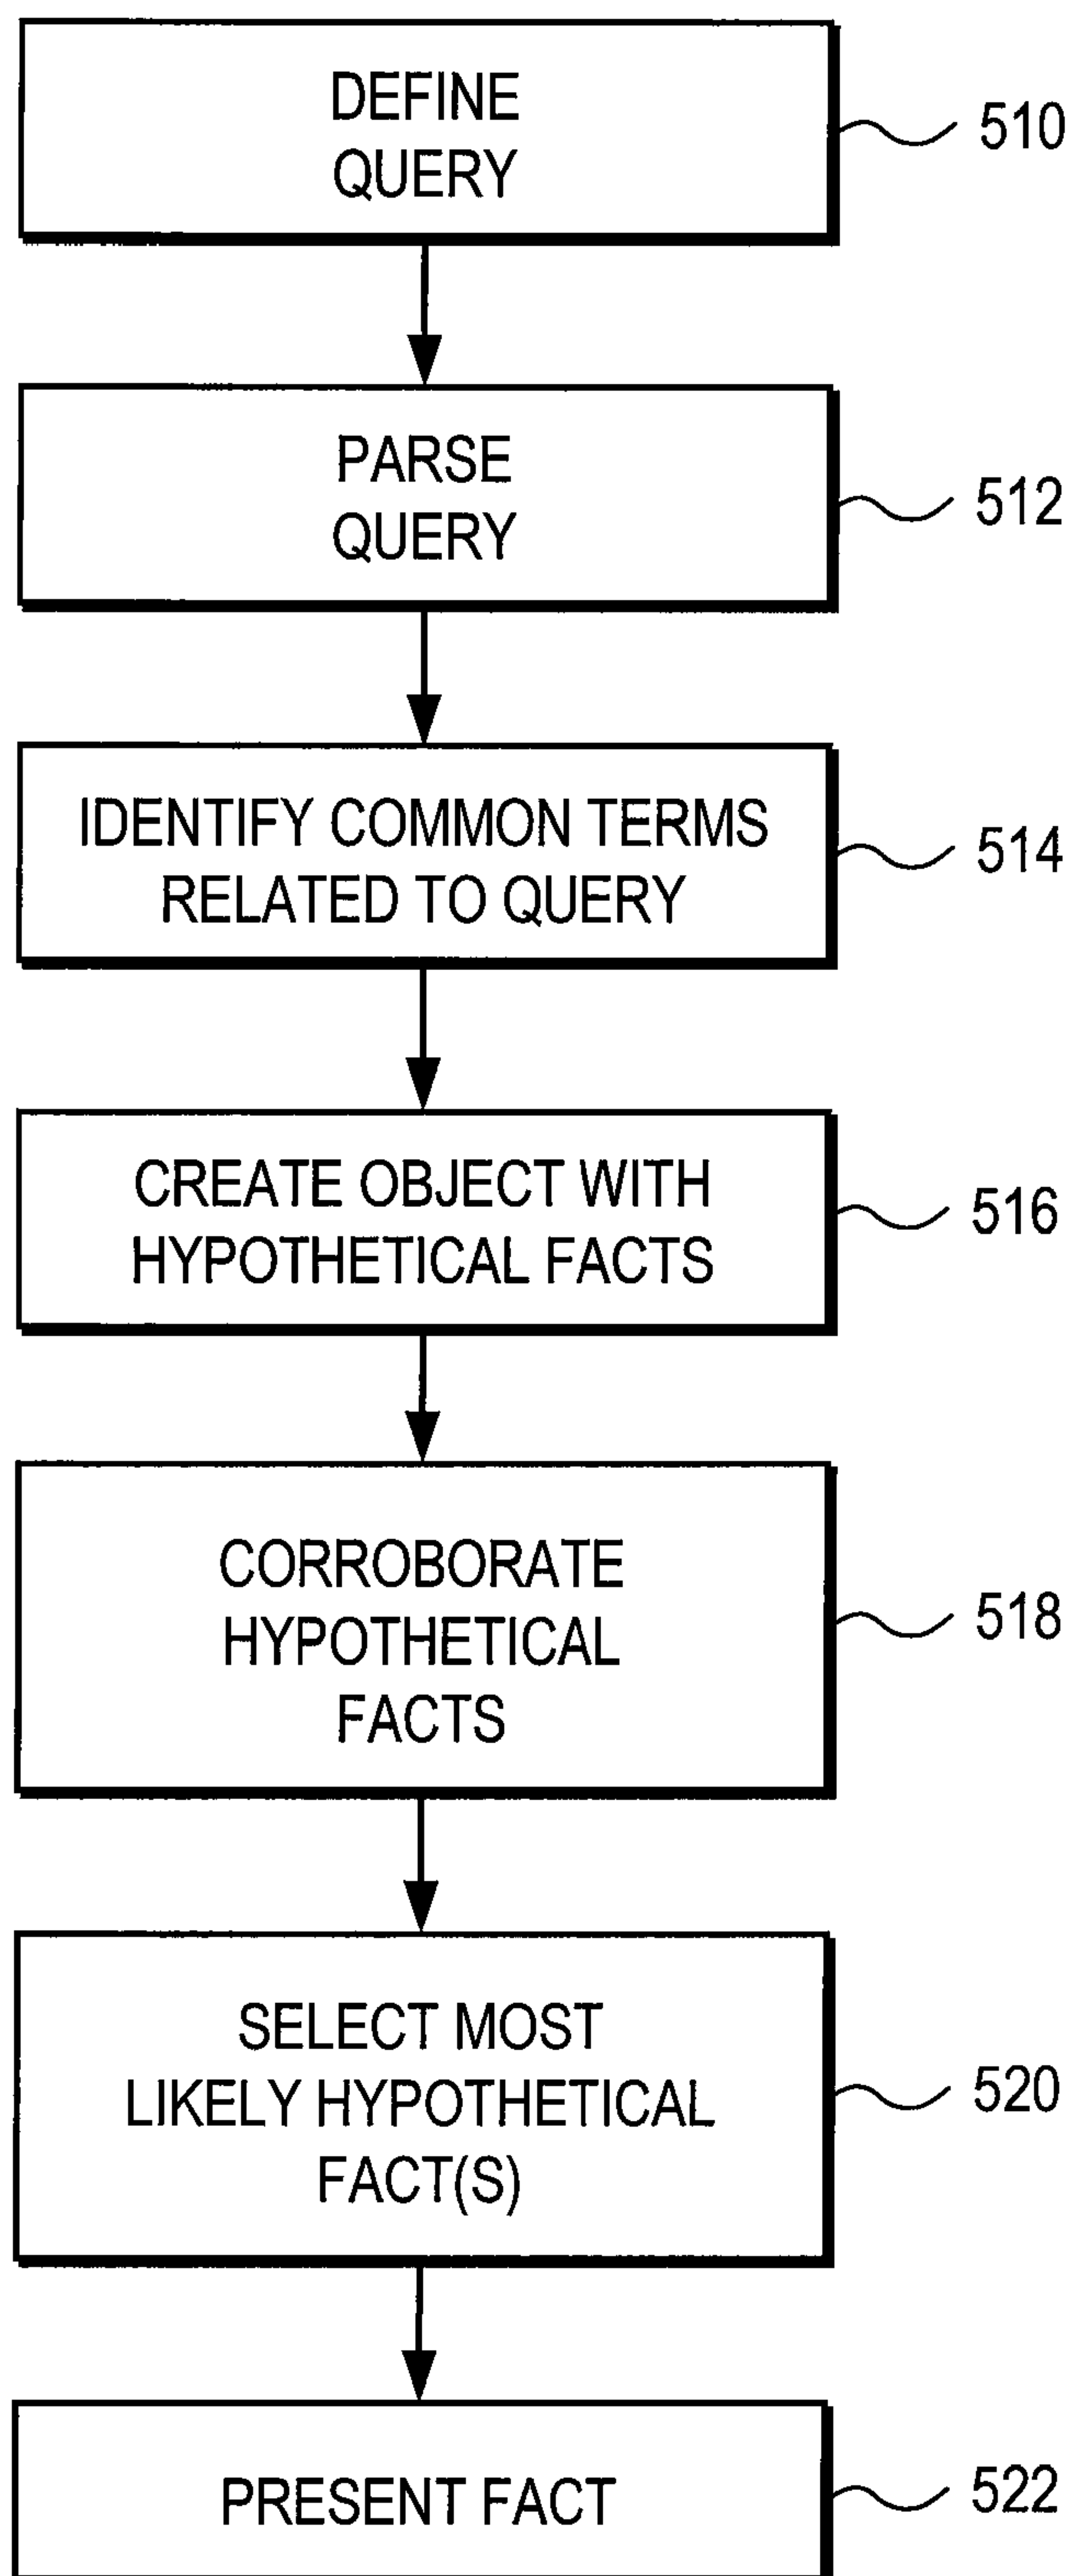 DEFINE
QUERY
510
PARSE
QUERY
512
IDENTIFY COMMON TERMS
RELATED TO QUERY
514
CREATE OBJECT WITH
HYPOTHETICAL FACTS
516
CORROBORATE
HYPOTHETICAL
FACTS
518
SELECT MOST
LIKELY HYPOTHETICAL
FACT(S)
520
PRESENT FACT
522